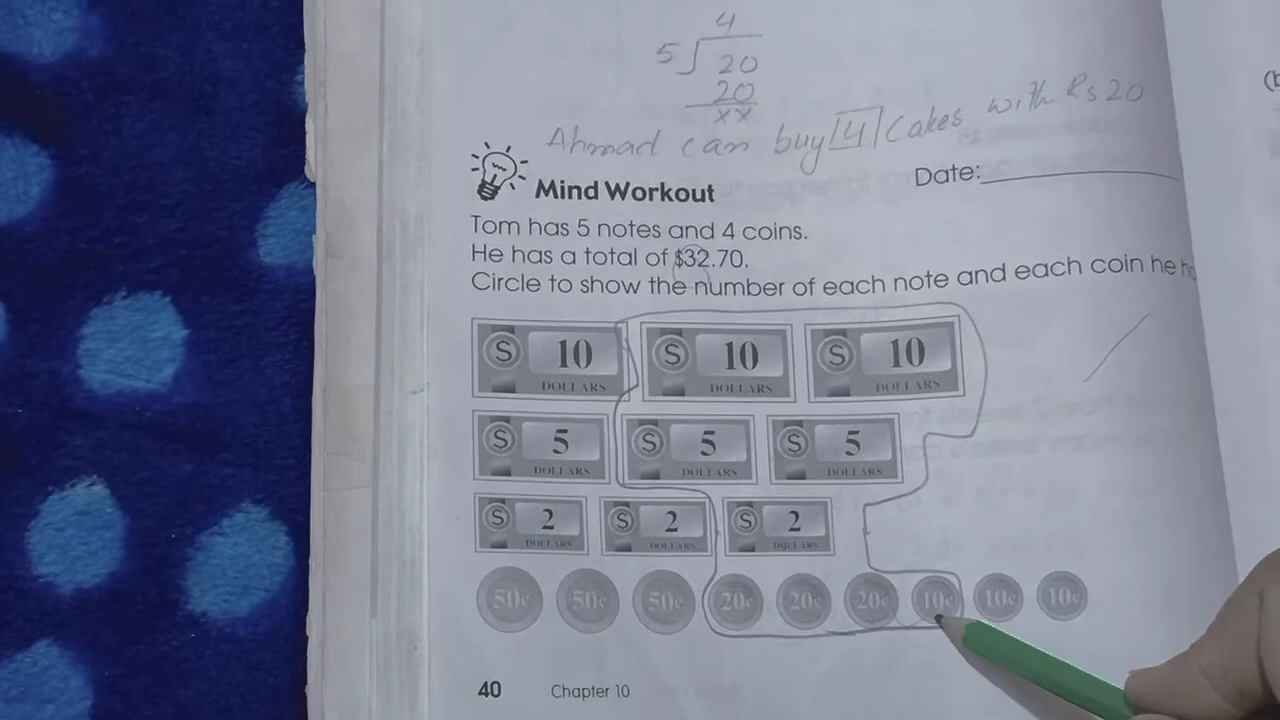 4
5 20
20
xx
Ahmad can buy 4 Cakes with Rs 20
Mind Workout
Date:
Tom has 5 notes and 4 coins.
He has a total of $32.70.
Circle to show the number of each note and each coin he
S 10 DOLLARS S 10 DOLLARS S 10 DOLLARS
S 5 DOLLARS S 5 DOLLARS S 5 DOLLARS
S 2 DOLLARS S 2 DOLLARS S 2 DOLLARS
50¢ 50¢ 50¢ 20¢ 20¢ 20¢ 10¢ 10¢ 10¢
40 Chapter 10